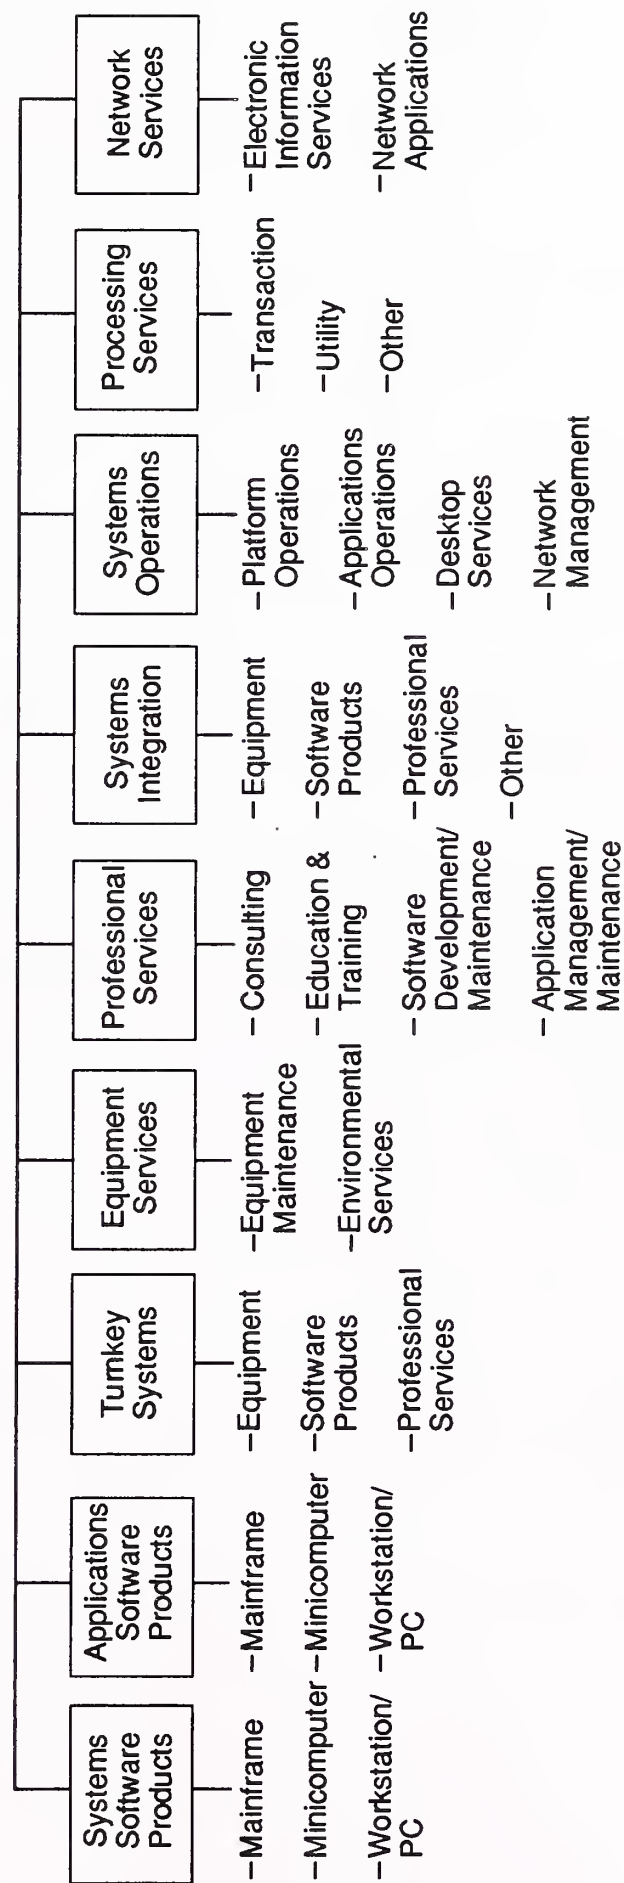 Systems
Software
Products
–Mainframe
–Minicomputer
–Workstation/
PC
Applications
Software
Products
–Mainframe
–Minicomputer
–Workstation/
PC
Turnkey
Systems
–Equipment
–Software
Products
–Professional
Services
Equipment
Services
–Equipment
Maintenance
–Environmental
Services
Professional
Services
– Consulting
– Education &
Training
– Software
Development/
Maintenance
– Application
Management/
Maintenance
Systems
Integration
–Equipment
–Software
Products
–Professional
Services
–Other
Systems
Operations
–Platform
Operations
–Applications
Operations
–Desktop
Services
–Network
Management
Processing
Services
–Transaction
–Utility
–Other
Network
Services
–Electronic
Information
Services
–Network
Applications